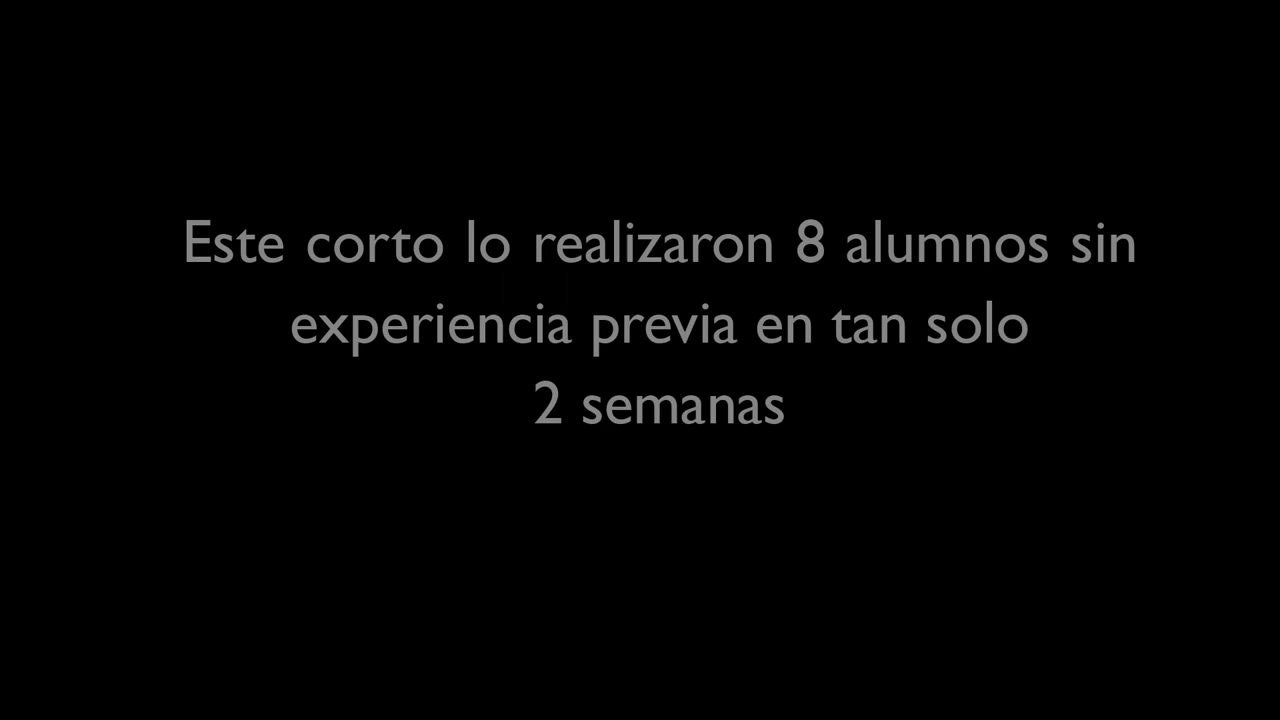 Este corto lo realizaron 8 alumnos sin
experiencia previa en tan solo
2 semanas